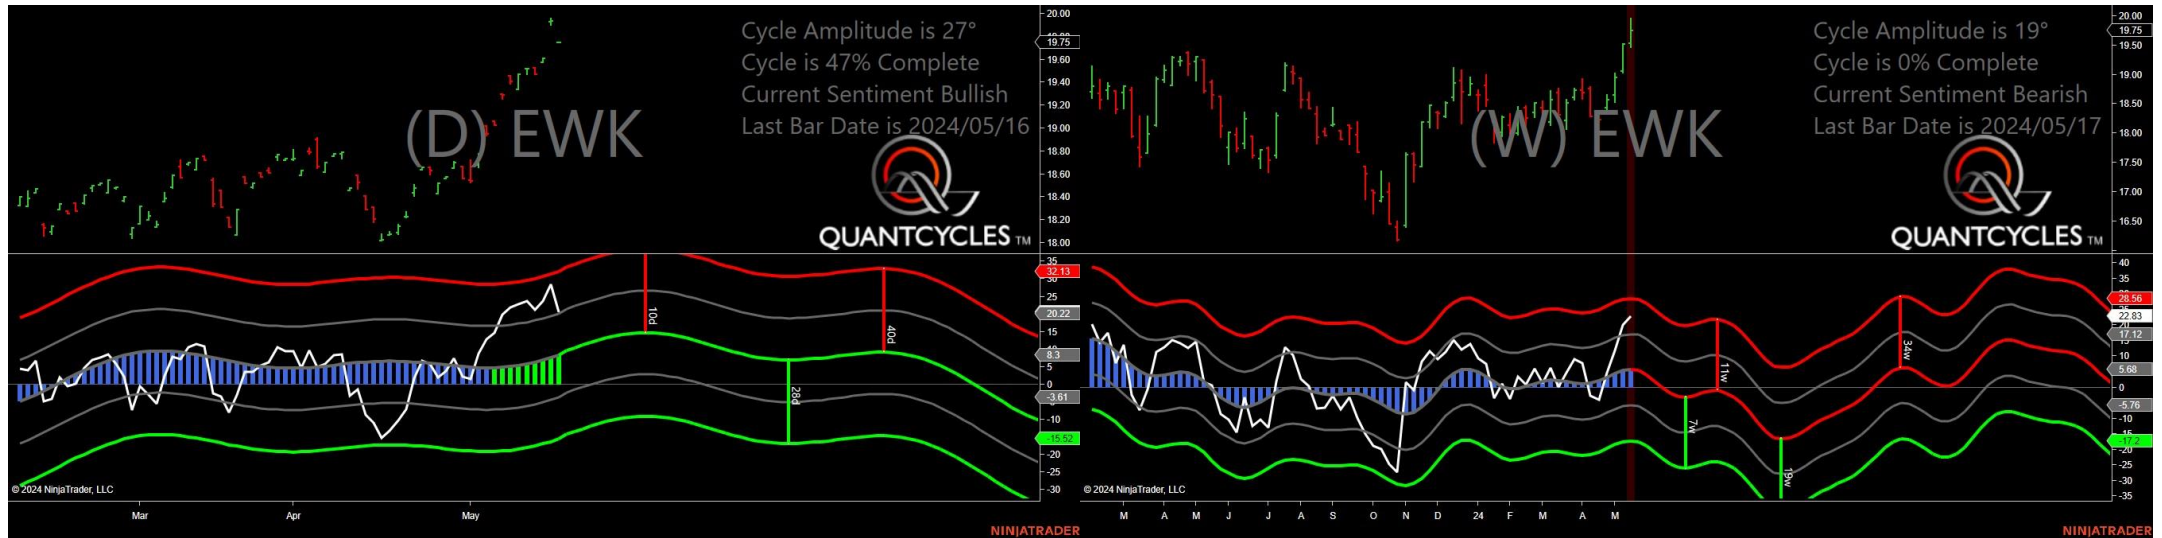 Cycle Amplitude is 27°
Cycle is 47% Complete
Current Sentiment Bullish
Last Bar Date is 2024/05/16
(D) EWK
QUANTCYCLES TM
20.00
19.75
19.60
19.40
19.20
19.00
18.80
18.60
18.40
18.20
18.00
35
32.13
25
20.22
15
8.3
5
0
-3.61
-10
-15.52
-20
-25
-30
10d
28d
40d
© 2024 NinjaTrader, LLC
Mar
Apr
May
NINJATRADER
Cycle Amplitude is 19°
Cycle is 0% Complete
Current Sentiment Bearish
Last Bar Date is 2024/05/17
(W) EWK
QUANTCYCLES TM
20.00
19.75
19.50
19.00
18.50
18.00
17.50
17.00
16.50
40
35
28.56
22.83
17.12
10
5.68
0
-5.76
-10
-17.2
-20
-25
-30
-35
7w
11w
19w
34w
© 2024 NinjaTrader, LLC
M A M J J A S O N D 24 F M A M
NINJATRADER